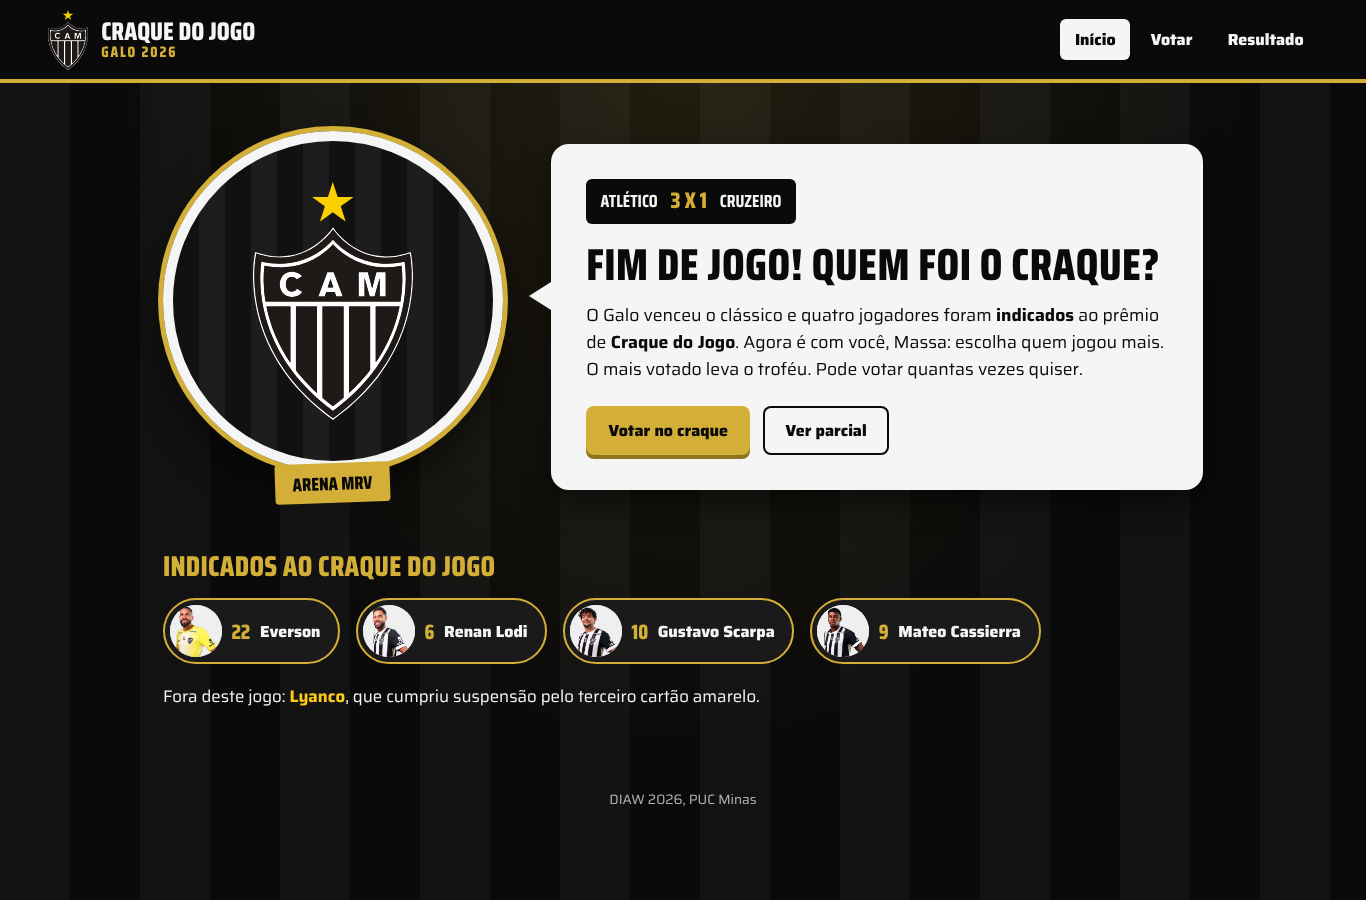 CAM
CRAQUE DO JOGO
GALO 2026
Início
Votar
Resultado
CAM
ARENA MRV
ATLÉTICO 3 X 1 CRUZEIRO
FIM DE JOGO! QUEM FOI O CRAQUE?
O Galo venceu o clássico e quatro jogadores foram indicados ao prêmio
de Craque do Jogo. Agora é com você, Massa: escolha quem jogou mais.
O mais votado leva o troféu. Pode votar quantas vezes quiser.
Votar no craque
Ver parcial
INDICADOS AO CRAQUE DO JOGO
22 Everson
6 Renan Lodi
10 Gustavo Scarpa
9 Mateo Cassierra
Fora deste jogo: Lyanco, que cumpriu suspensão pelo terceiro cartão amarelo.
DIAW 2026, PUC Minas